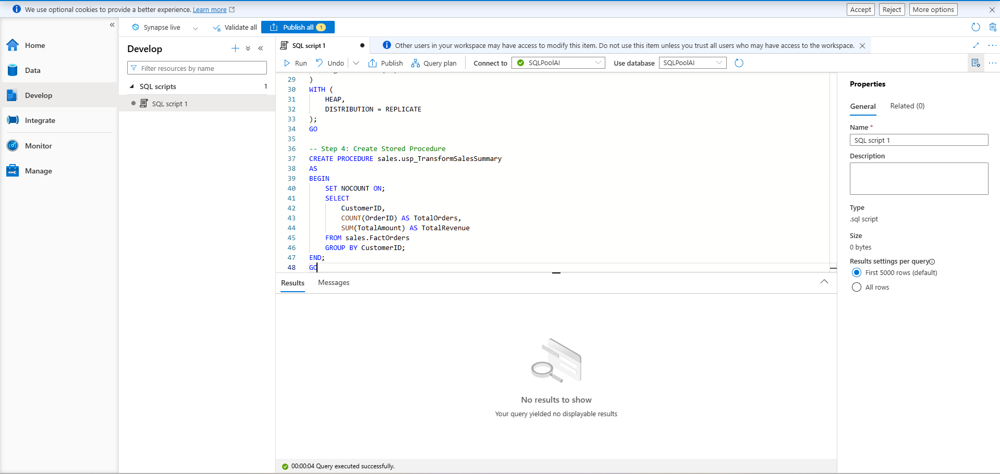 We use optional cookies to provide a better experience. Learn more
Accept
Reject
More options
Synapse live
Validate all
Publish all 1
Home
Data
Develop
Integrate
Monitor
Manage
Develop
Filter resources by name
SQL scripts 1
SQL script 1
SQL script 1
Other users in your workspace may have access to modify this item. Do not use this item unless you trust all users who may have access to the workspace.
Run
Undo
Publish
Query plan
Connect to
SQLPoolAI
Use database
SQLPoolAI
29 )
30 WITH (
31 HEAP,
32 DISTRIBUTION = REPLICATE
33 );
34 GO
35
36 -- Step 4: Create Stored Procedure
37 CREATE PROCEDURE sales.usp_TransformSalesSummary
38 AS
39 BEGIN
40 SET NOCOUNT ON;
41 SELECT
42 CustomerID,
43 COUNT(OrderID) AS TotalOrders,
44 SUM(TotalAmount) AS TotalRevenue
45 FROM sales.FactOrders
46 GROUP BY CustomerID;
47 END;
48 GO
Results
Messages
No results to show
Your query yielded no displayable results
00:00:04 Query executed successfully.
Properties
General
Related (0)
Name *
SQL script 1
Description
Type
.sql script
Size
0 bytes
Results settings per query
First 5000 rows (default)
All rows